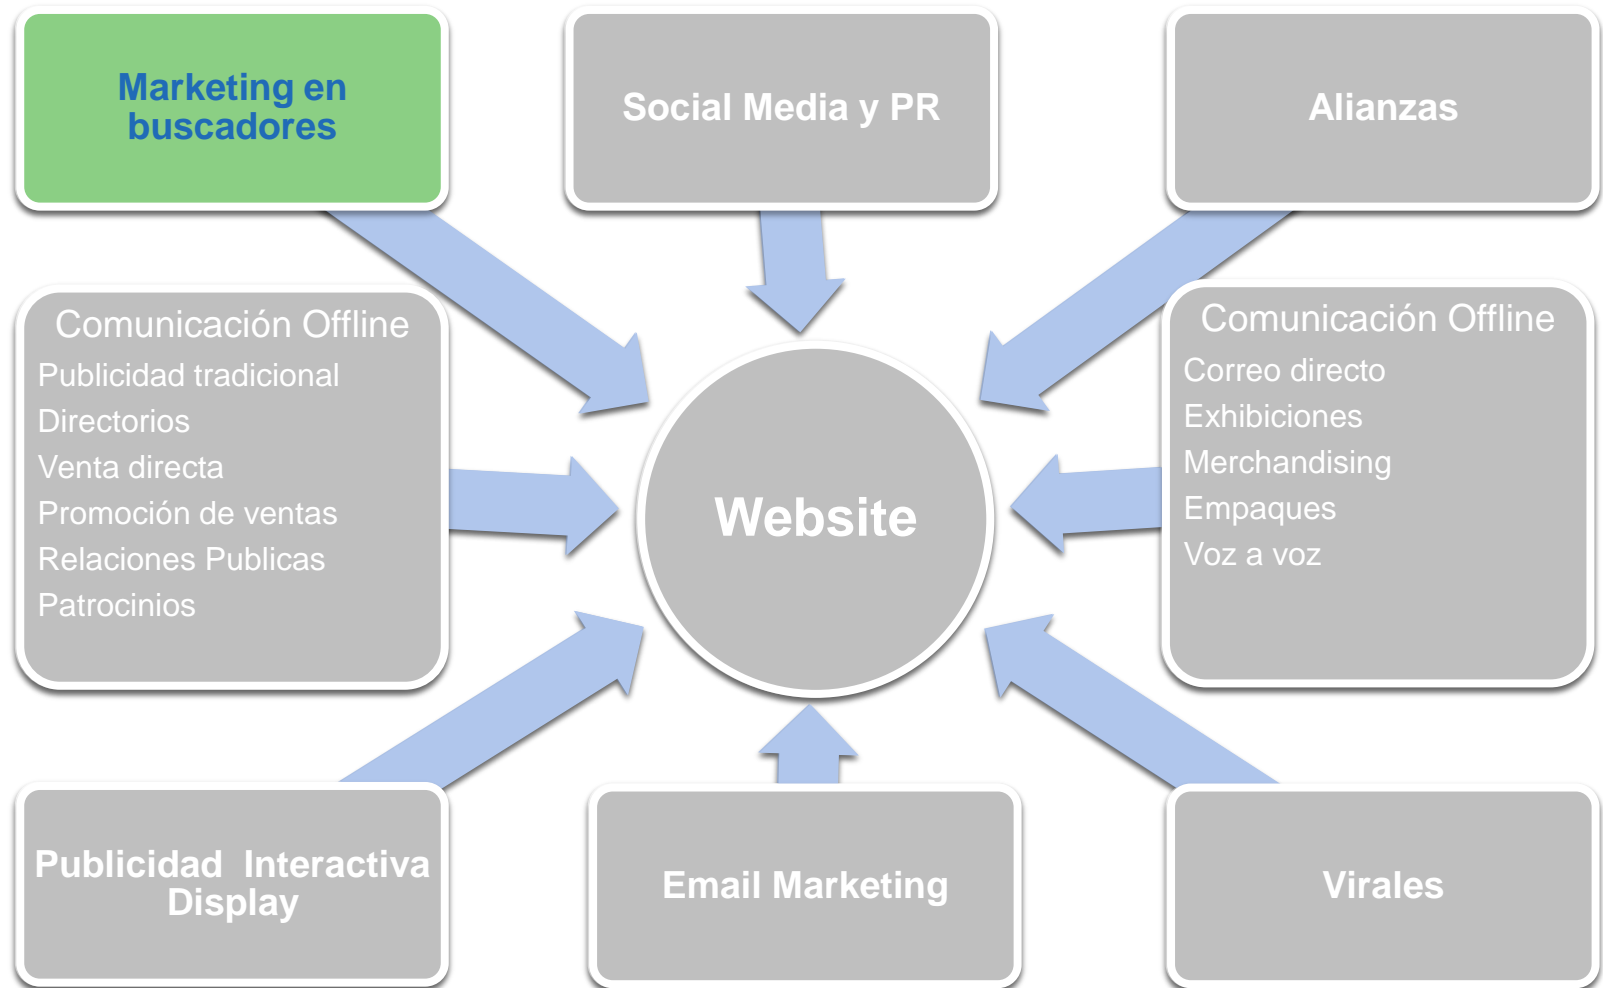 Marketing en
buscadores
Social Media y PR
Alianzas
Comunicación Offline
Publicidad tradicional
Directorios
Venta directa
Promoción de ventas
Relaciones Publicas
Patrocinios
Website
Comunicación Offline
Correo directo
Exhibiciones
Merchandising
Empaques
Voz a voz
Publicidad  Interactiva
Display
Email Marketing
Virales